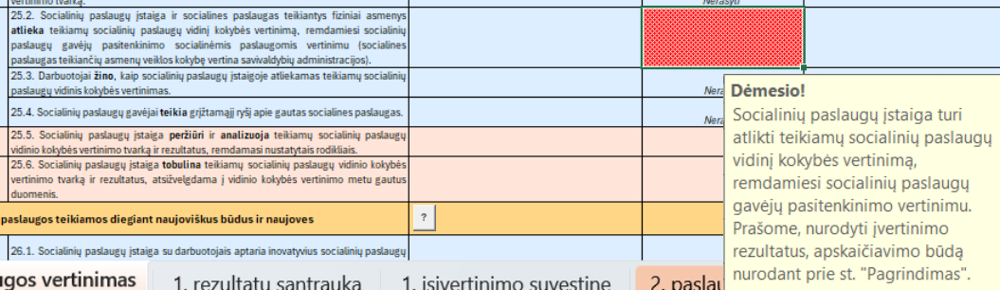 vertinimo tvarką.
Nerašyti
25.2. Socialinių paslaugų įstaiga ir socialines paslaugas teikiantys fiziniai asmenys
atlieka teikiamų socialinių paslaugų vidinį kokybės vertinimą, remdamiesi socialinių
paslaugų gavėjų pasitenkinimo socialinėmis paslaugomis vertinimu (socialines
paslaugas teikiančių asmenų veiklos kokybę vertina savivaldybių administracijos).
25.3. Darbuotojai žino, kaip socialinių paslaugų įstaigoje atliekamas teikiamų socialinių
paslaugų vidinis kokybės vertinimas.
25.4. Socialinių paslaugų gavėjai teikia grįžtamąjį ryšį apie gautas socialines paslaugas.
25.5. Socialinių paslaugų įstaiga peržiūri ir analizuoja teikiamų socialinių paslaugų
vidinio kokybės vertinimo tvarką ir rezultatus, remdamasi nustatytais rodikliais.
25.6. Socialinių paslaugų įstaiga tobulina teikiamų socialinių paslaugų vidinio kokybės
vertinimo tvarką ir rezultatus, atsižvelgdama į vidinio kokybės vertinimo metu gautus
duomenis.
paslaugos teikiamos diegiant naujoviškus būdus ir naujoves
?
26.1. Socialinių paslaugų įstaiga su darbuotojais aptaria inovatyvius socialinių paslaugų
Dėmesio!
Socialinių paslaugų įstaiga turi
atlikti teikiamų socialinių paslaugų
vidinį kokybės vertinimą,
remdamiesi socialinių paslaugų
gavėjų pasitenkinimo vertinimu.
Prašome, nurodyti įvertinimo
rezultatus, apskaičiavimo būdą
nurodant prie st. "Pagrindimas".
ugos vertinimas
1. rezultatų santrauka
1. įsivertinimo suvestinė
2. paslau